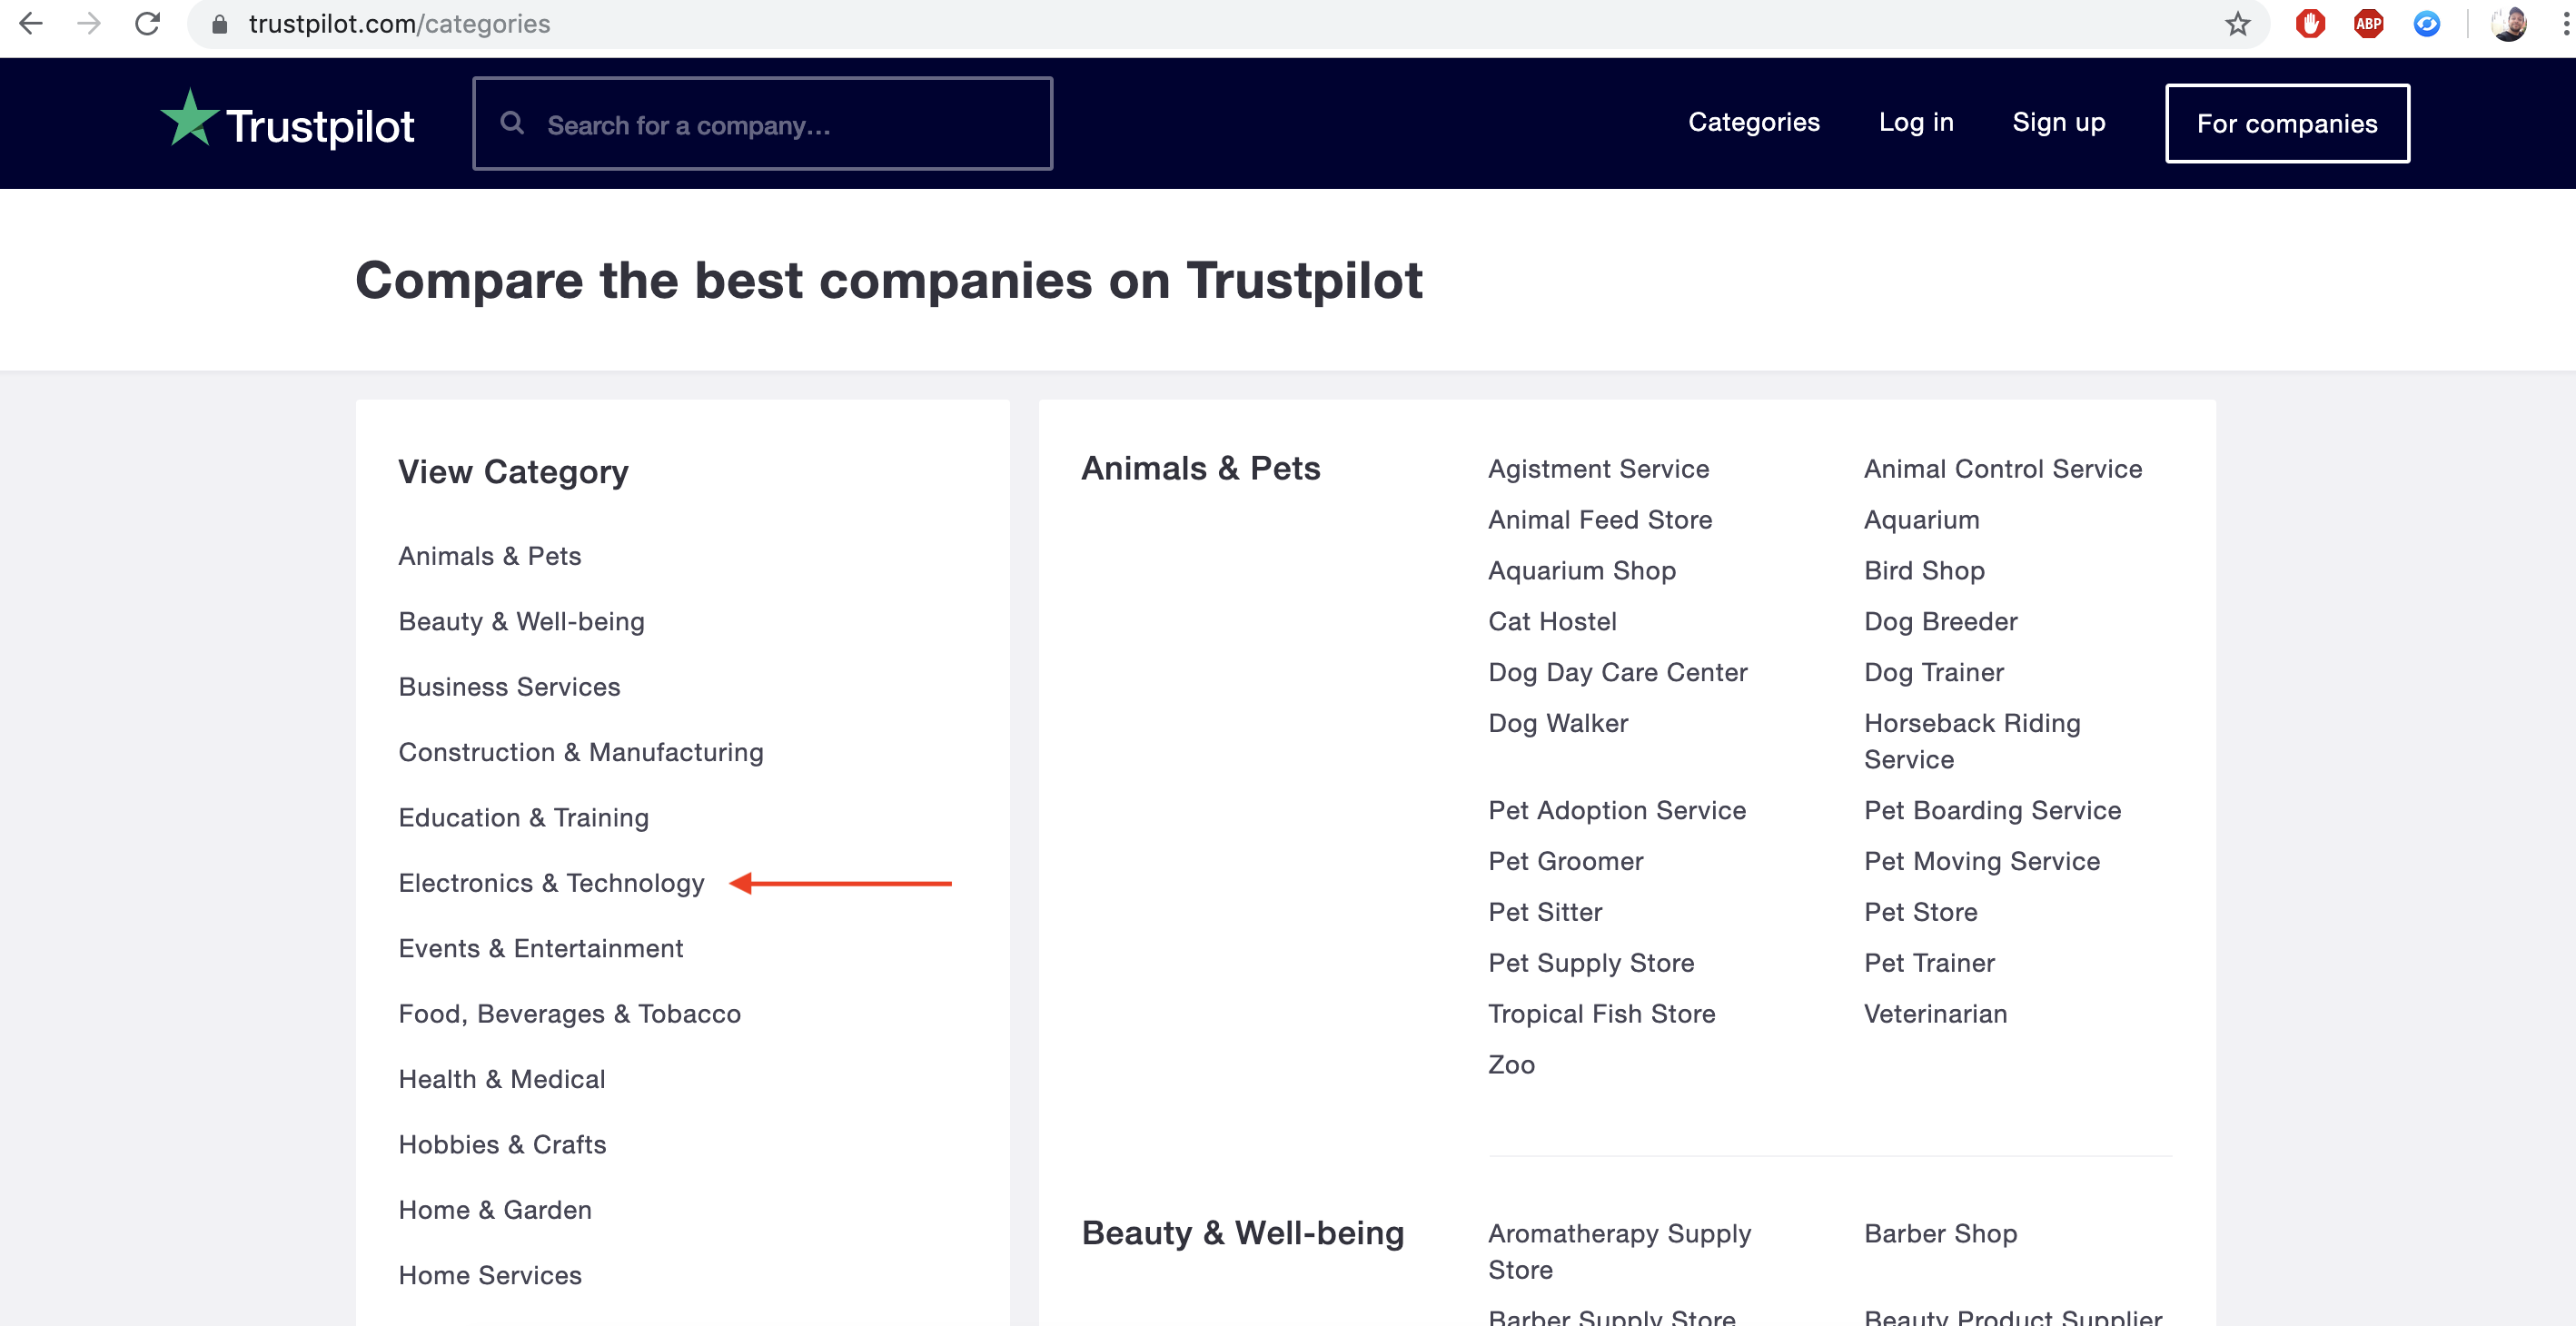 trustpilot.com/categories
ABP
Trustpilot
Search for a company...
Categories
Log in
Sign up
For companies
Compare the best companies on Trustpilot
View Category
Animals & Pets
Beauty & Well-being
Business Services
Construction & Manufacturing
Education & Training
Electronics & Technology
Events & Entertainment
Food, Beverages & Tobacco
Health & Medical
Hobbies & Crafts
Home & Garden
Home Services
Animals & Pets
Agistment Service
Animal Control Service
Animal Feed Store
Aquarium
Aquarium Shop
Bird Shop
Cat Hostel
Dog Breeder
Dog Day Care Center
Dog Trainer
Dog Walker
Horseback Riding
Service
Pet Adoption Service
Pet Boarding Service
Pet Groomer
Pet Moving Service
Pet Sitter
Pet Store
Pet Supply Store
Pet Trainer
Tropical Fish Store
Veterinarian
Zoo
Beauty & Well-being
Aromatherapy Supply
Store
Barber Shop
Barber Supply Store
Beauty Product Supplier